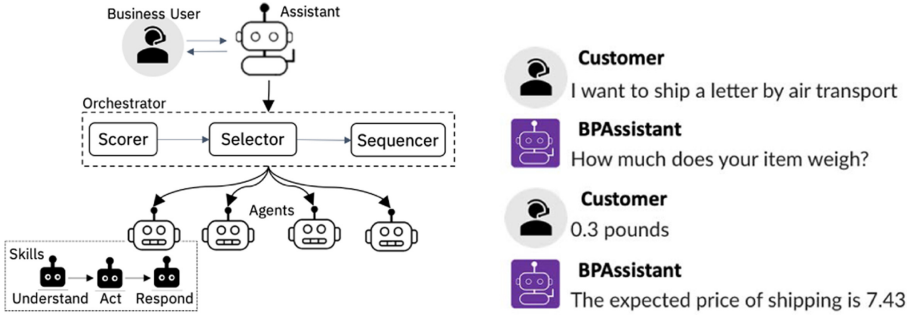 Business User
Assistant
Orchestrator
Scorer
Selector
Sequencer
Agents
Skills
Understand
Act
Respond
Customer
I want to ship a letter by air transport
BPAssistant
How much does your item weigh?
Customer
0.3 pounds
BPAssistant
The expected price of shipping is 7.43